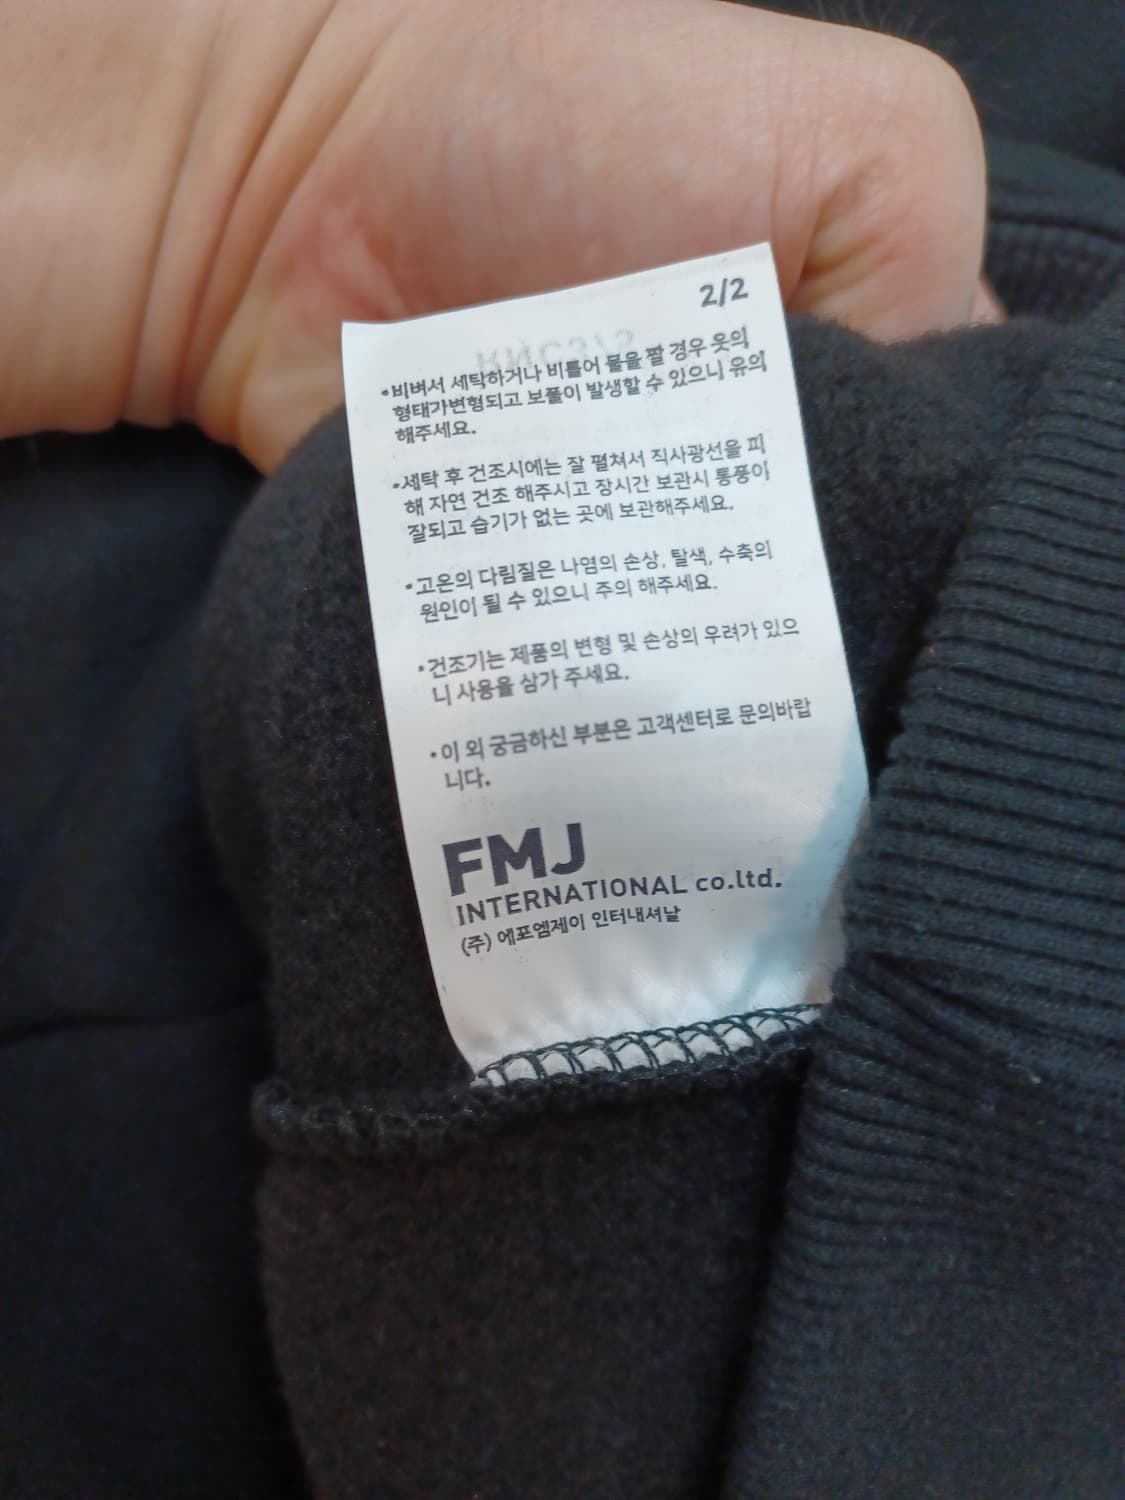 2/2
•비벼서 세탁하거나 비틀어 물을 짤 경우 옷의
형태가변형되고 보풀이 발생할 수 있으니 유의
해주세요.
•세탁 후 건조시에는 잘 펼쳐서 직사광선을 피
해 자연 건조 해주시고 장시간 보관시 통풍이
잘되고 습기가 없는 곳에 보관해주세요.
•고온의 다림질은 나염의 손상, 탈색, 수축의
원인이 될 수 있으니 주의 해주세요.
•건조기는 제품의 변형 및 손상의 우려가 있으
니 사용을 삼가 주세요.
•이 외 궁금하신 부분은 고객센터로 문의바랍
니다.
FMJ
INTERNATIONAL co.ltd.
(주) 에포엠제이 인터내셔날